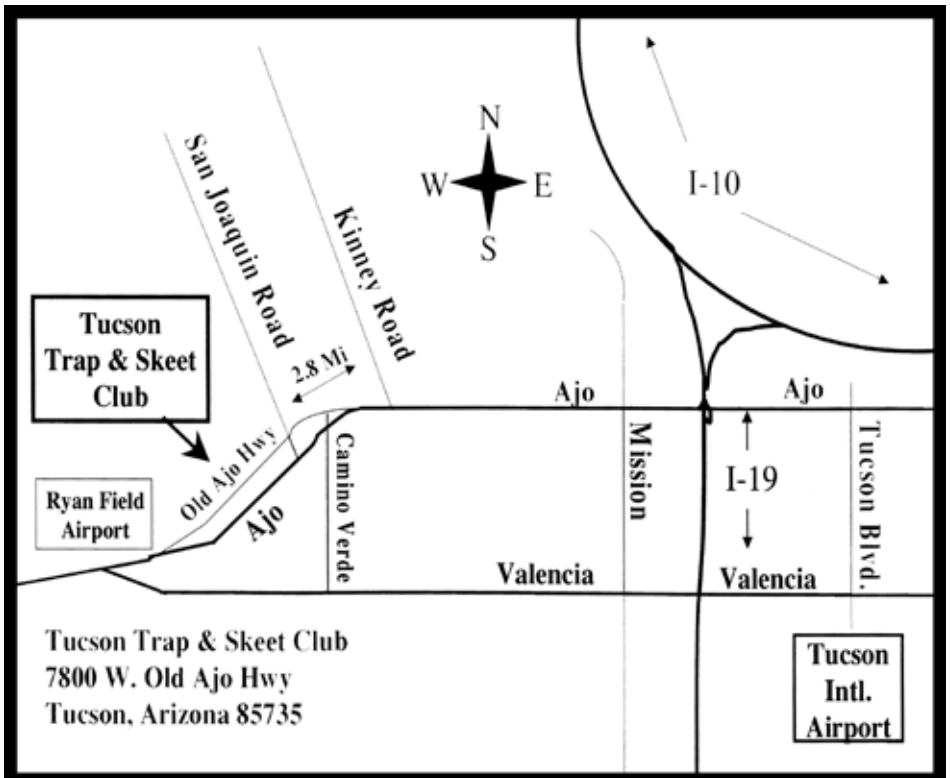 N
W E
S
I-10
San Joaquin Road
Kinney Road
Tucson
Trap & Skeet
Club
2.8 Mi
Ajo
Ajo
Old Ajo Hwy
Ajo
Camino Verde
Mission
I-19
Tucson Blvd.
Ryan Field
Airport
Valencia
Valencia
Tucson Trap & Skeet Club
7800 W. Old Ajo Hwy
Tucson, Arizona 85735
Tucson
Intl.
Airport